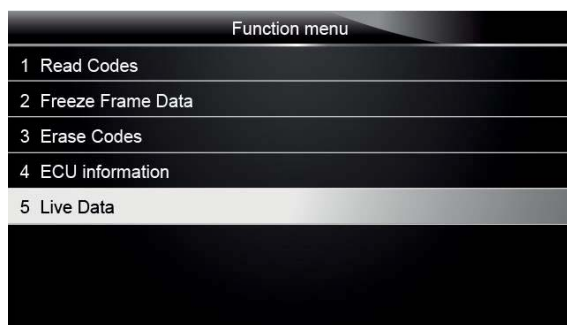 Function menu
1 Read Codes
2 Freeze Frame Data
3 Erase Codes
4 ECU information
5 Live Data